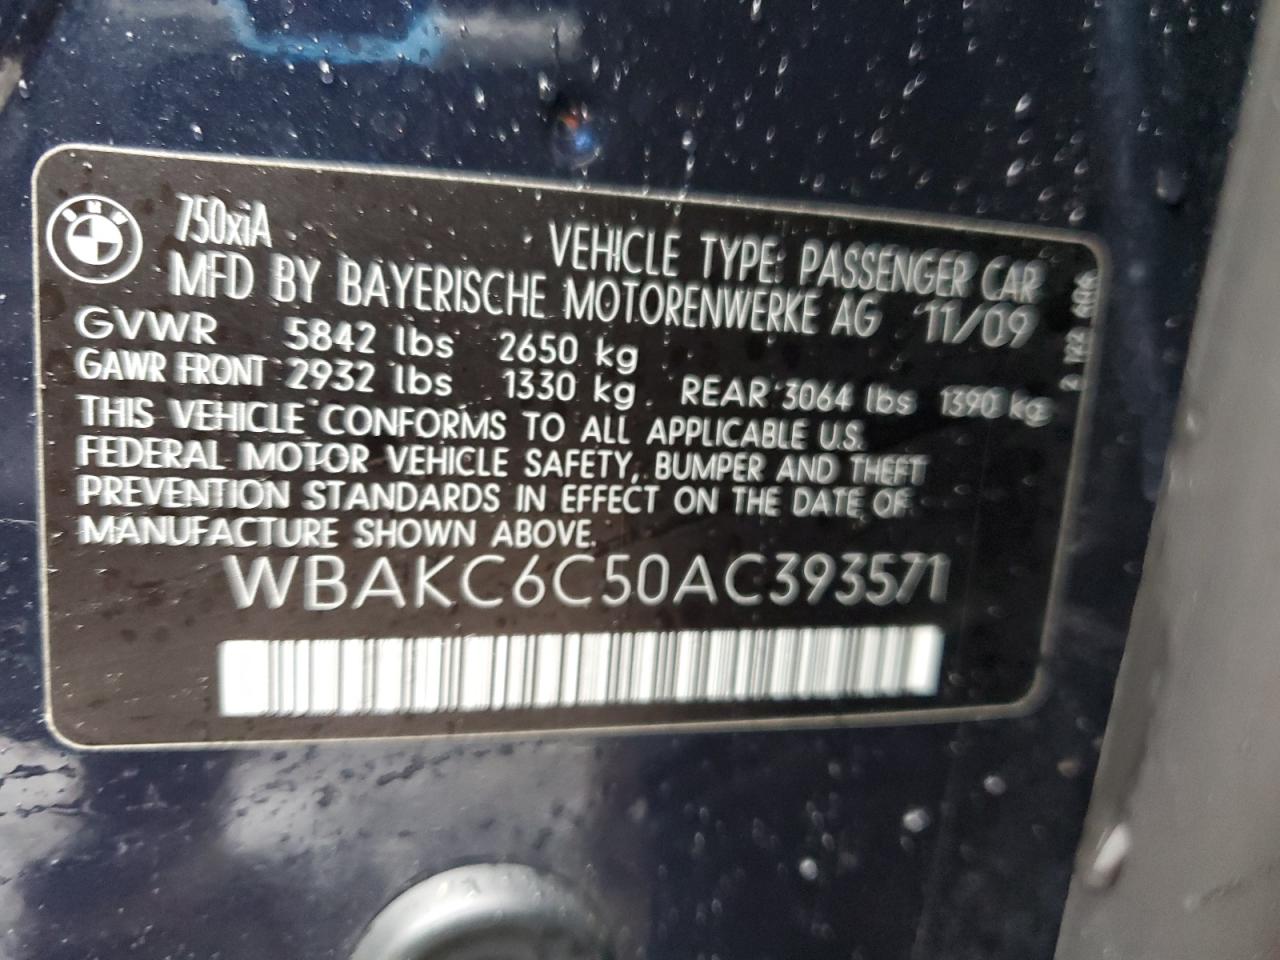 BMW
750xiA
VEHICLE TYPE: PASSENGER CAR
MFD BY BAYERISCHE MOTORENWERKE AG 11/09
GVWR 5842 lbs 2650 kg
GAWR FRONT 2932 lbs 1330 kg REAR 3064 lbs 1390 kg
THIS VEHICLE CONFORMS TO ALL APPLICABLE U.S.
FEDERAL MOTOR VEHICLE SAFETY, BUMPER AND THEFT
PREVENTION STANDARDS IN EFFECT ON THE DATE OF
MANUFACTURE SHOWN ABOVE.
WBAKC6C50AC393571